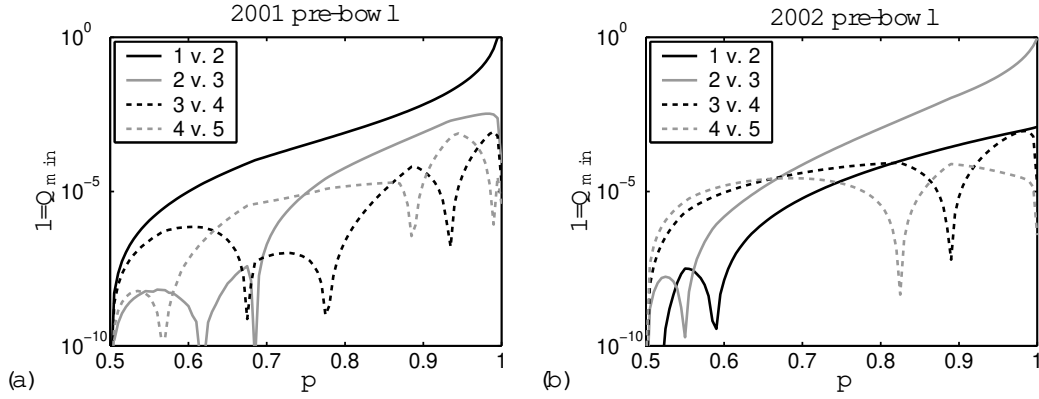 2001 pre-bowl
10^0
1 v. 2
2 v. 3
3 v. 4
4 v. 5
1=Q_min
10^-5
10^-10
0.5 0.6 0.7 0.8 0.9 1
(a) p
2002 pre-bowl
10^0
1 v. 2
2 v. 3
3 v. 4
4 v. 5
1=Q_min
10^-5
10^-10
0.5 0.6 0.7 0.8 0.9 1
(b) p